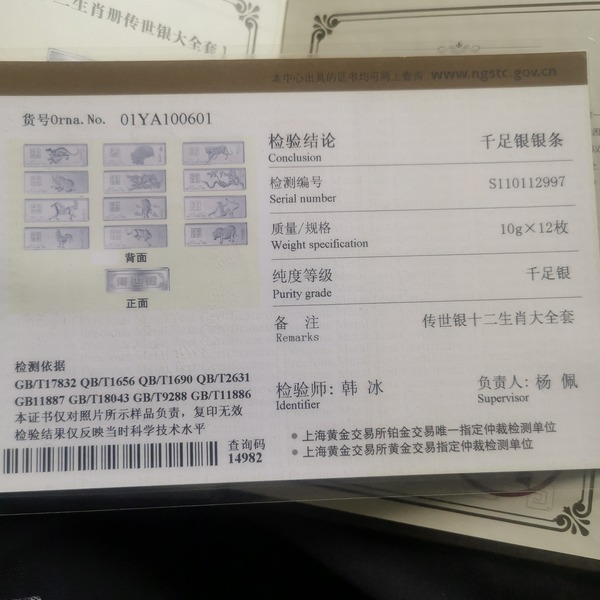 二生肖册传世银大全套】
本中心出具的证书均可网上查询 www.ngstc.gov.cn
货号Orna.No. 01YA100601
背面
正面
检验结论 千足银银条
Conclusion
检测编号 S110112997
Serial number
质量/规格 10g×12枚
Weight specification
纯度等级 千足银
Purity grade
备 注 传世银十二生肖大全套
Remarks
检测依据
GB/T17832 QB/T1656 QB/T1690 QB/T2631
GB11887 GB/T18043 GB/T9288 GB/T11886
本证书仅对照片所示样品负责，复印无效
检验结果仅反映当时科学技术水平
查询码
14982
检验师: 韩 冰 负责人: 杨 佩
Identifier Supervisor
• 上海黄金交易所铂金交易唯一指定仲裁检测单位
• 上海黄金交易所黄金交易指定仲裁检测单位